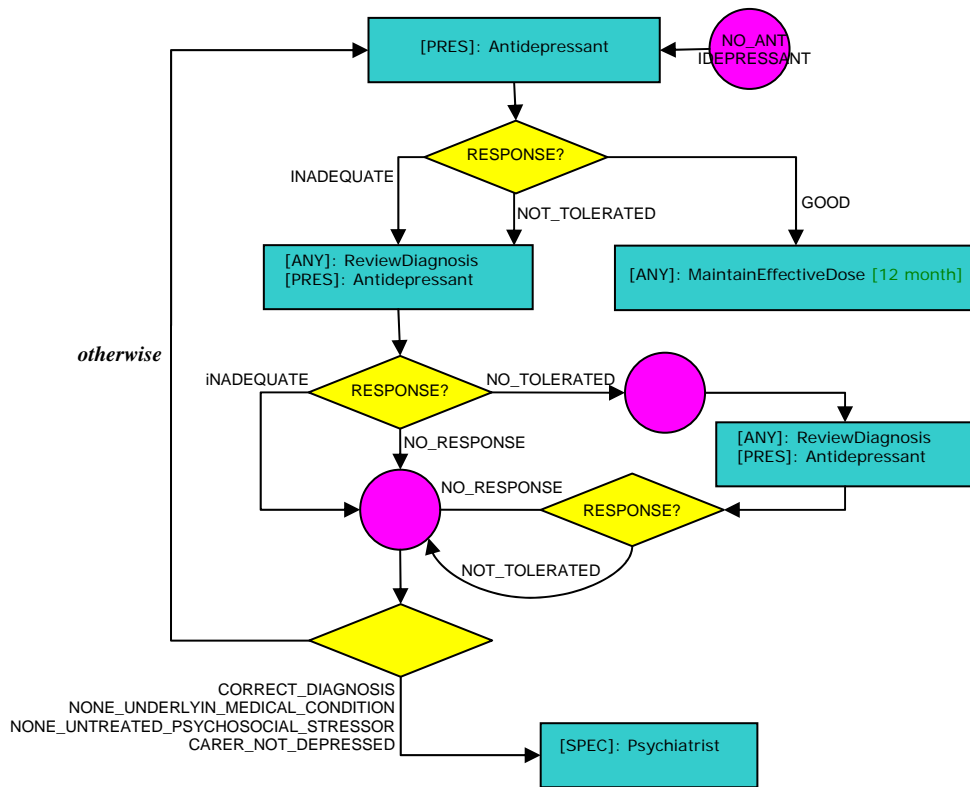 [PRES]: Antidepressant
NO_ANT
IDEPRESSANT
RESPONSE?
INADEQUATE
NOT_TOLERATED
GOOD
[ANY]: ReviewDiagnosis
[PRES]: Antidepressant
[ANY]: MaintainEffectiveDose [12 month]
otherwise
iNADEQUATE
RESPONSE?
NO_TOLERATED
NO_RESPONSE
[ANY]: ReviewDiagnosis
[PRES]: Antidepressant
NO_RESPONSE
RESPONSE?
NOT_TOLERATED
CORRECT_DIAGNOSIS
NONE_UNDERLYIN_MEDICAL_CONDITION
NONE_UNTREATED_PSYCHOSOCIAL_STRESSOR
CARER_NOT_DEPRESSED
[SPEC]: Psychiatrist